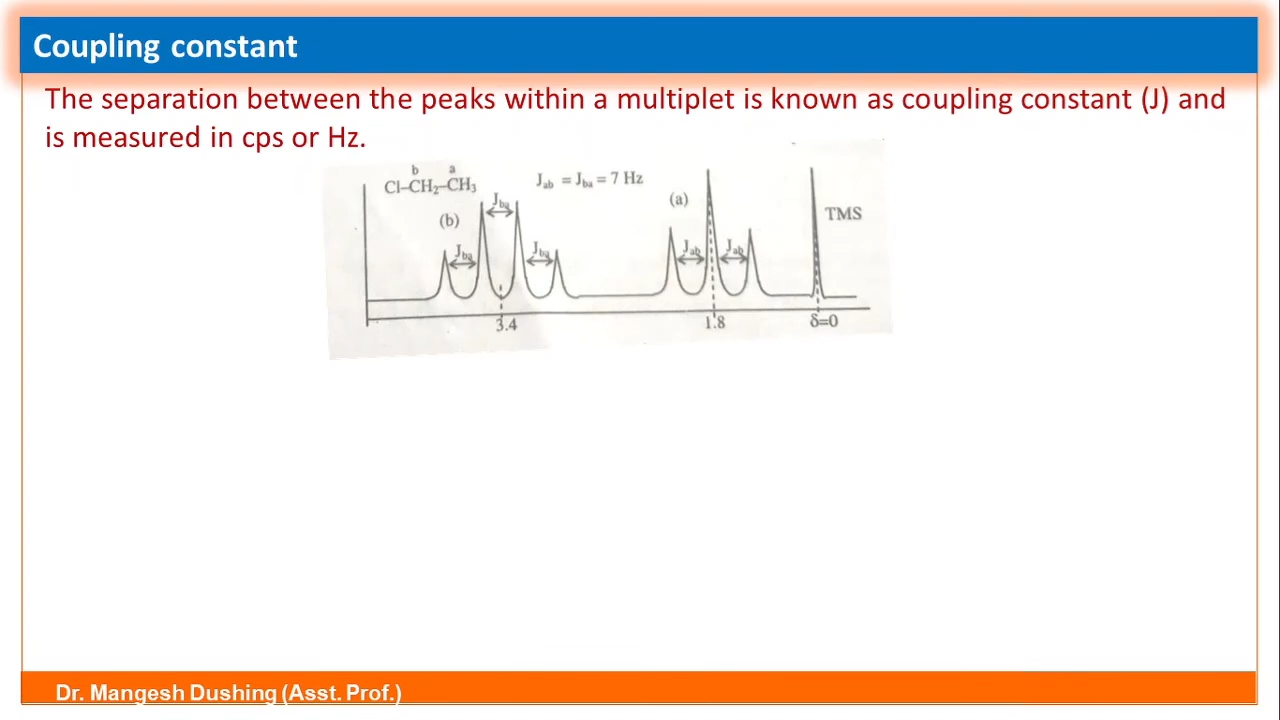 Coupling constant
The separation between the peaks within a multiplet is known as coupling constant (J) and
is measured in cps or Hz.
b a
Cl–CH₂–CH₃ Jab = Jba = 7 Hz
(b) Jba (a) TMS
Jba Jba Jab Jab
3.4 1.8 δ=0
Dr. Mangesh Dushing (Asst. Prof.)